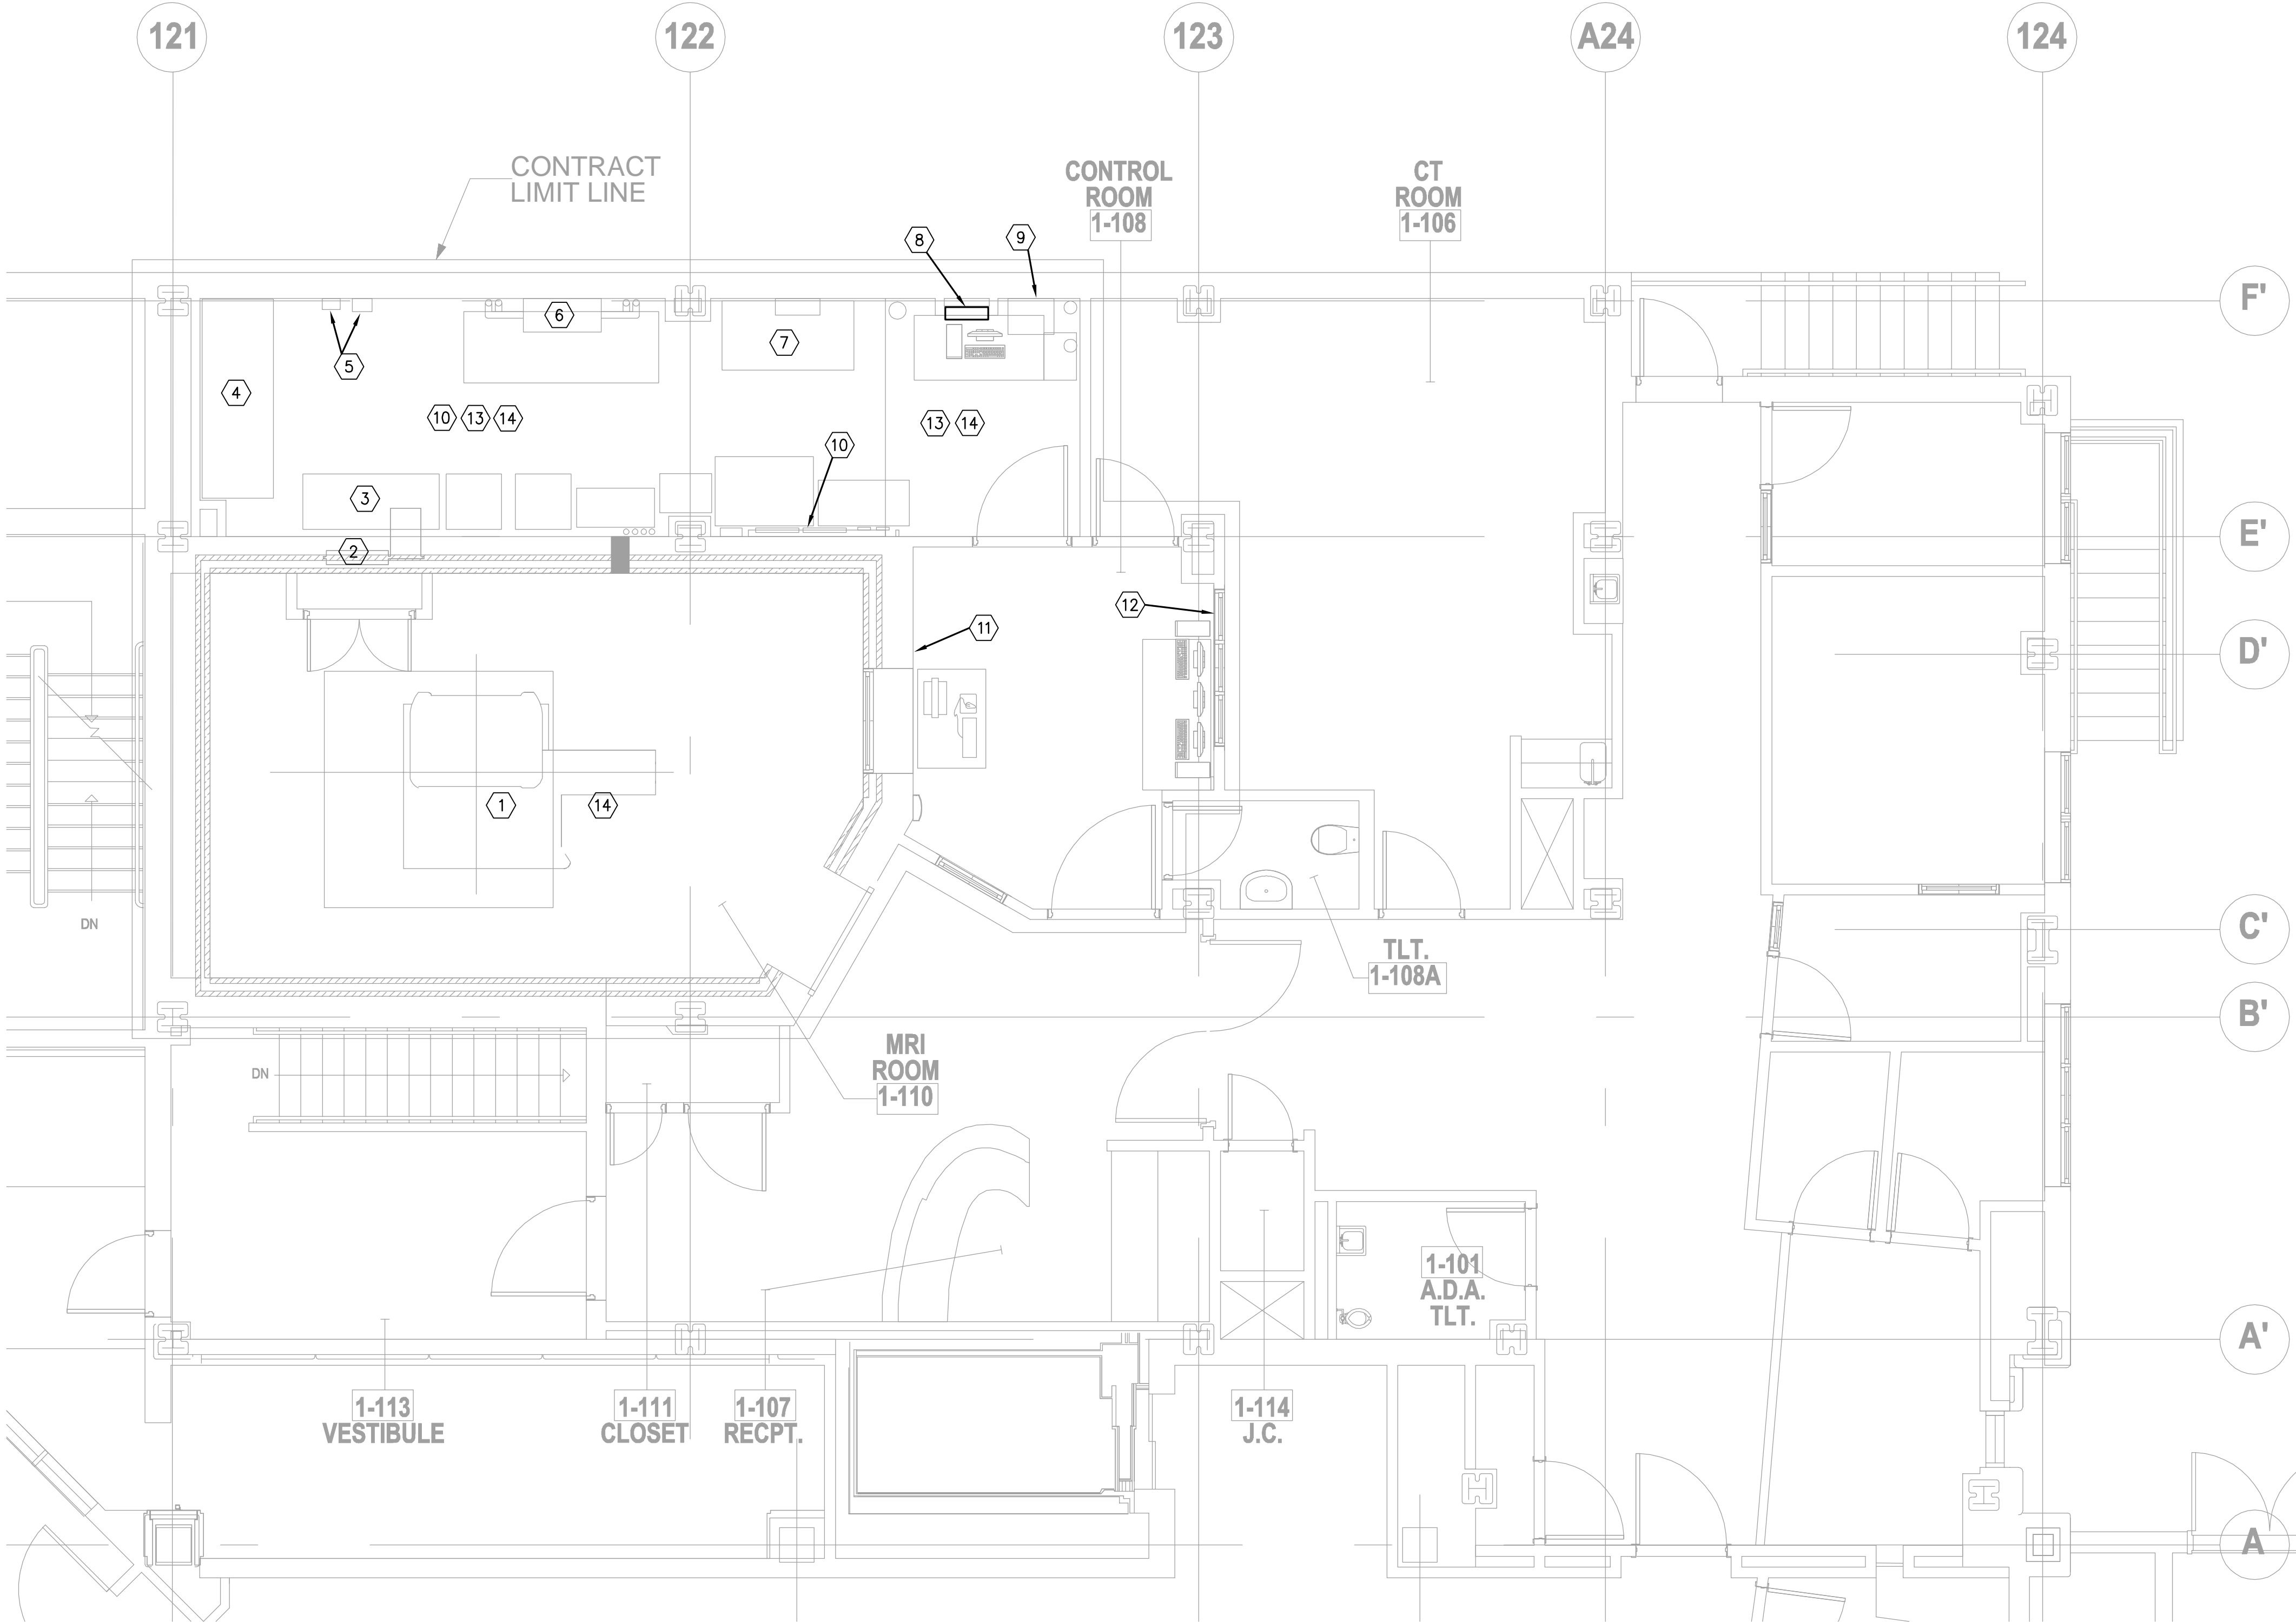 121
122
123
A24
124
CONTRACT
LIMIT LINE
CONTROL
ROOM
1-108
CT
ROOM
1-106
8
9
F'
6
7
5
4
10 13 14
13 14
10
3
E'
2
12
11
D'
1
14
DN
C'
TLT.
1-108A
B'
MRI
ROOM
1-110
DN
1-101
A.D.A.
TLT.
A'
1-113
VESTIBULE
1-111
CLOSET
1-107
RECPT.
1-114
J.C.
A